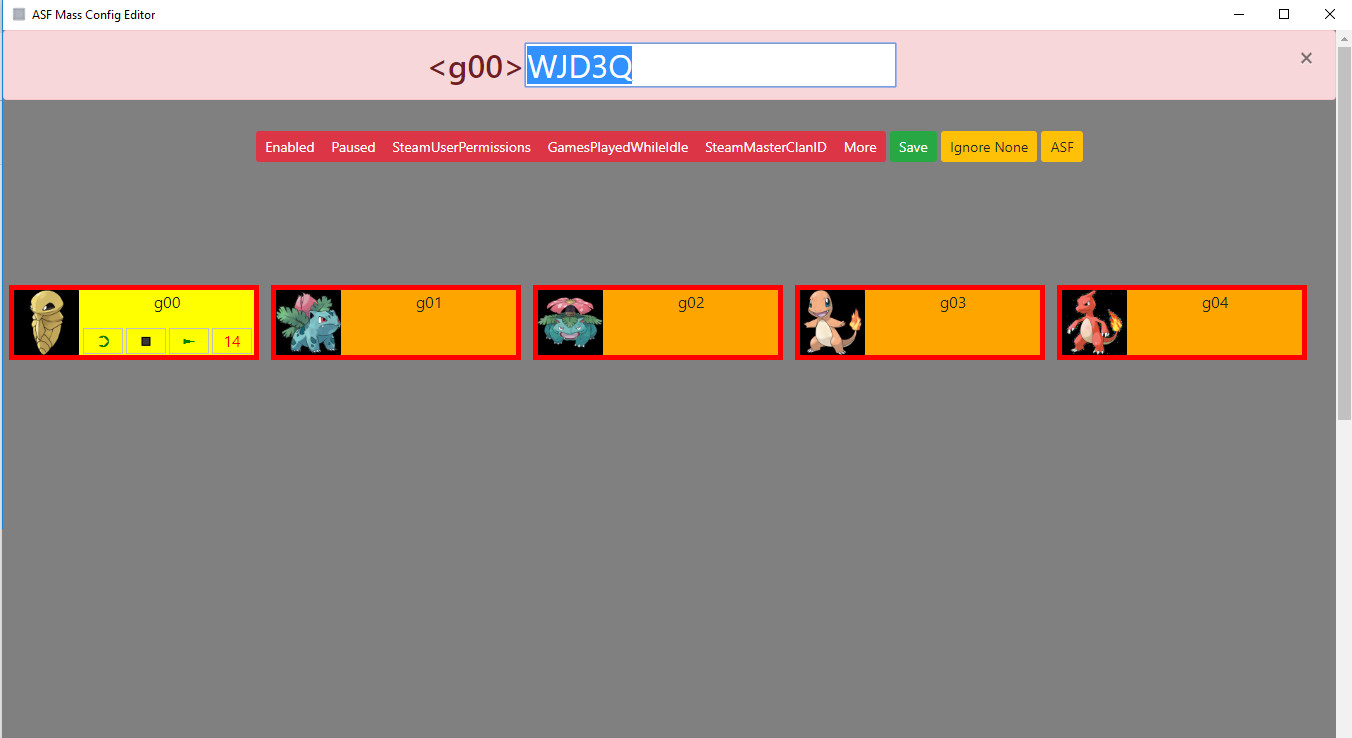 ASF Mass Config Editor
<g00> WJD3Q
Enabled Paused SteamUserPermissions GamesPlayedWhileIdle SteamMasterClanID More Save Ignore None ASF
g00 g01 g02 g03 g04
14